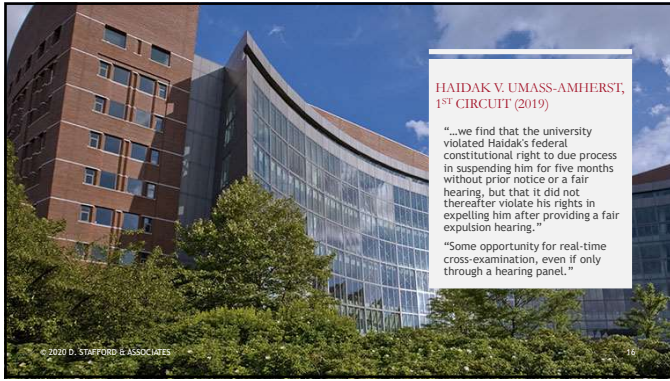 HAIDAK V. UMASS-AMHERST,
1ST CIRCUIT (2019)
“…we find that the university
violated Haidak's federal
constitutional right to due process
in suspending him for five months
without prior notice or a fair
hearing, but that it did not
thereafter violate his rights in
expelling him after providing a fair
expulsion hearing.”
“Some opportunity for real-time
cross-examination, even if only
through a hearing panel.”
© 2020 D. STAFFORD & ASSOCIATES
16